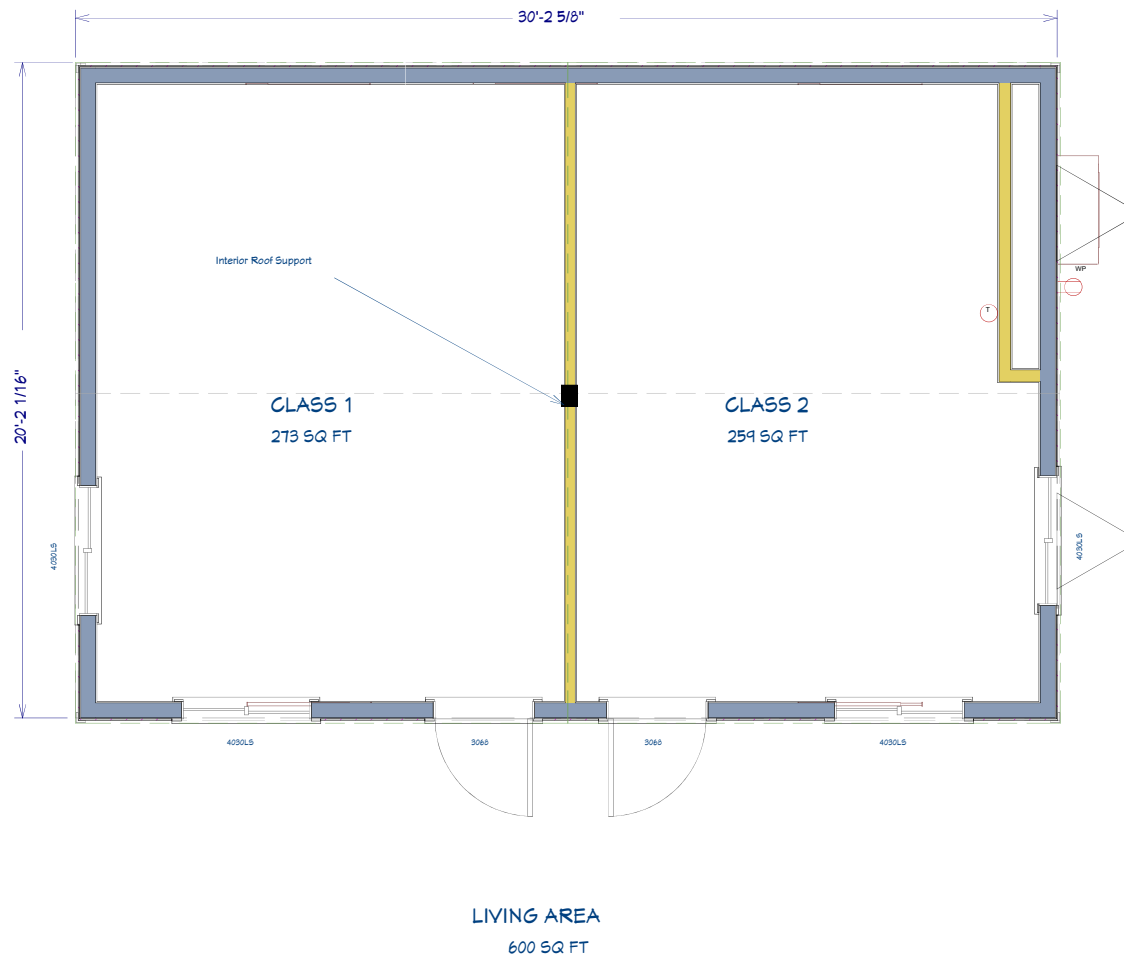 30'-2 5/8"
Interior Roof Support
WP
T
20'-2 1/16"
CLASS 1
273 SQ FT
CLASS 2
259 SQ FT
4030LS
4030LS
4030LS
3068
3068
4030LS
LIVING AREA
600 SQ FT